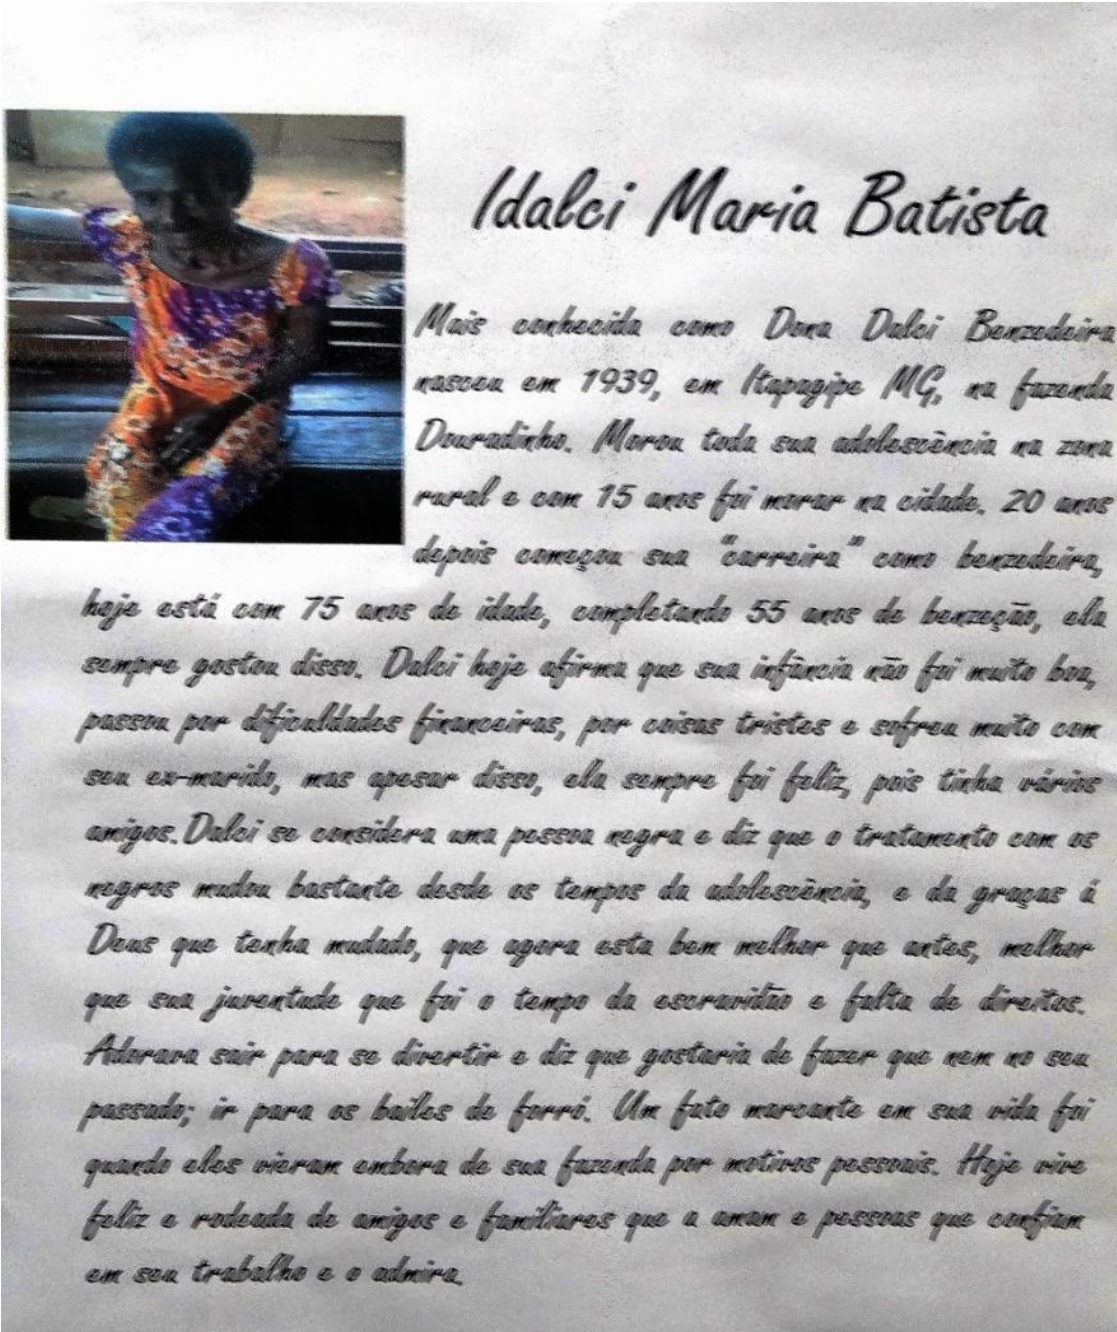 Idalci Maria Batista
Mais conhecida como Dona Dalci Benzedeira
nasceu em 1939, em Itapagipe MG, na fazenda
Douradinho. Morou toda sua adolescência na zona
rural e com 15 anos foi morar na cidade. 20 anos
depois começou sua "carreira" como benzedeira,
hoje está com 75 anos de idade, completando 55 anos de benzeção, ela
sempre gostou disso. Dalci hoje afirma que sua infância não foi muito boa,
passou por dificuldades financeiras, por coisas tristes e sofreu muito com
seu ex-marido, mas apesar disso, ela sempre foi feliz, pois tinha vários
amigos. Dalci se considera uma pessoa negra e diz que o tratamento com os
negros mudou bastante desde os tempos da adolescência, e da graças á
Deus que tenha mudado, que agora esta bem melhor que antes, melhor
que sua juventude que foi o tempo da escravidão e falta de direitos.
Adorava sair para se divertir e diz que gostaria de fazer que nem no seu
passado; ir para os bailes de forró. Um fato marcante em sua vida foi
quando eles vieram embora de sua fazenda por motivos pessoais. Hoje vive
feliz e rodeada de amigos e familiares que a amam e pessoas que confiam
em seu trabalho e o admira.